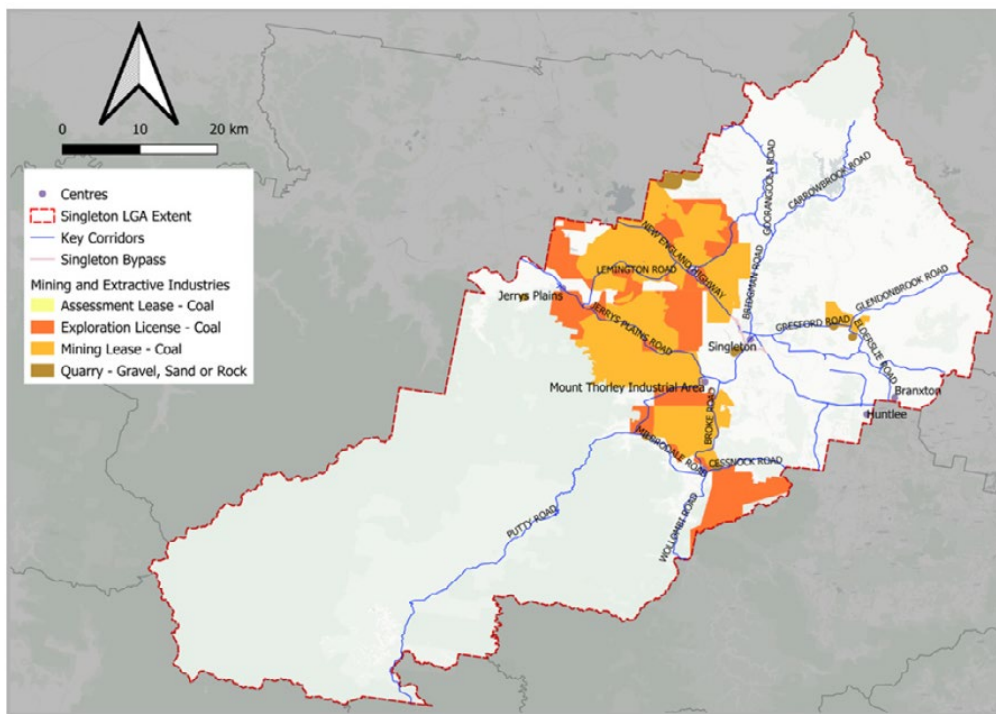 0 10 20 km
Centres
Singleton LGA Extent
Key Corridors
Singleton Bypass
Mining and Extractive Industries
Assessment Lease - Coal
Exploration License - Coal
Mining Lease - Coal
Quarry - Gravel, Sand or Rock
GOORANGOOLA ROAD
CARROWBROOK ROAD
NEW ENGLAND HIGHWAY
LEMINGTON ROAD
BRIDGMAN ROAD
GLENDONBROOK ROAD
Jerrys Plains
JERRYS PLAINS ROAD
GRESFORD ROAD
ELDERSLIE ROAD
Singleton
Mount Thorley Industrial Area
Branxton
Huntlee
BROKE ROAD
MILBRODALE ROAD
CESSNOCK ROAD
PUTTY ROAD
WOLLOMBI ROAD